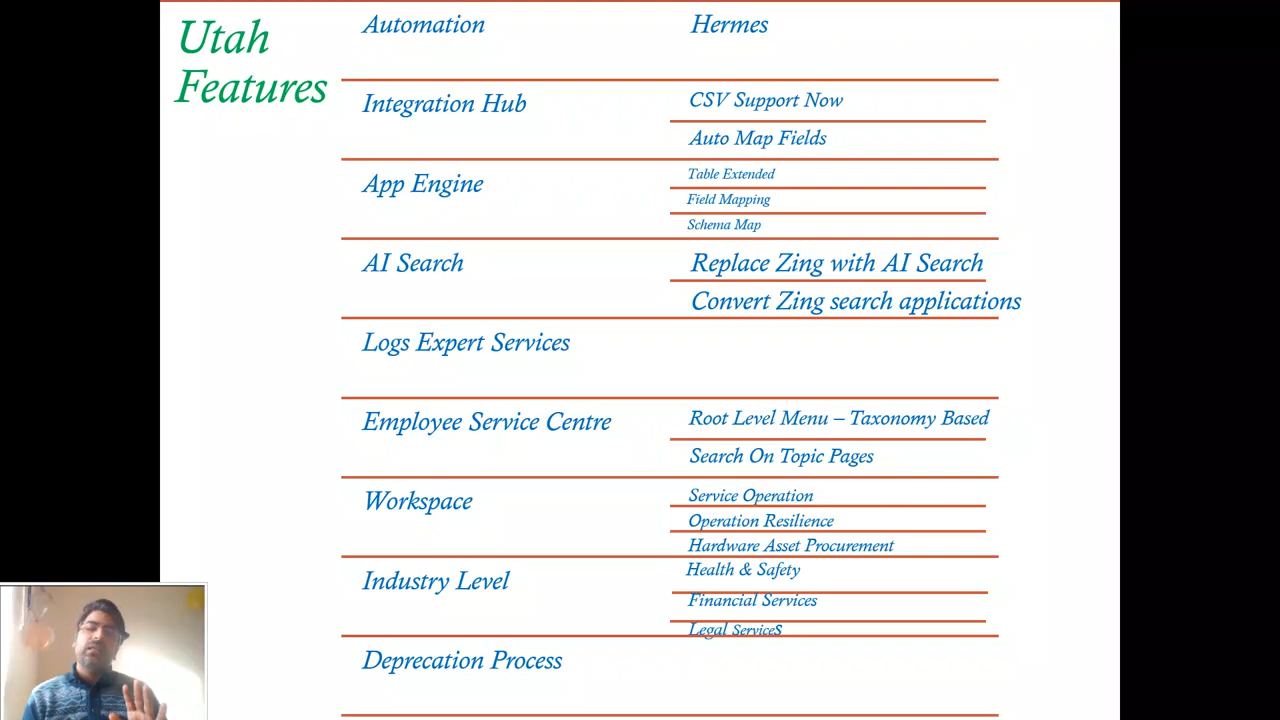 Utah
Features
Automation
Hermes
Integration Hub
CSV Support Now
Auto Map Fields
App Engine
Table Extended
Field Mapping
Schema Map
AI Search
Replace Zing with AI Search
Convert Zing search applications
Logs Expert Services
Employee Service Centre
Root Level Menu – Taxonomy Based
Search On Topic Pages
Workspace
Service Operation
Operation Resilience
Hardware Asset Procurement
Industry Level
Health & Safety
Financial Services
Legal Services
Deprecation Process